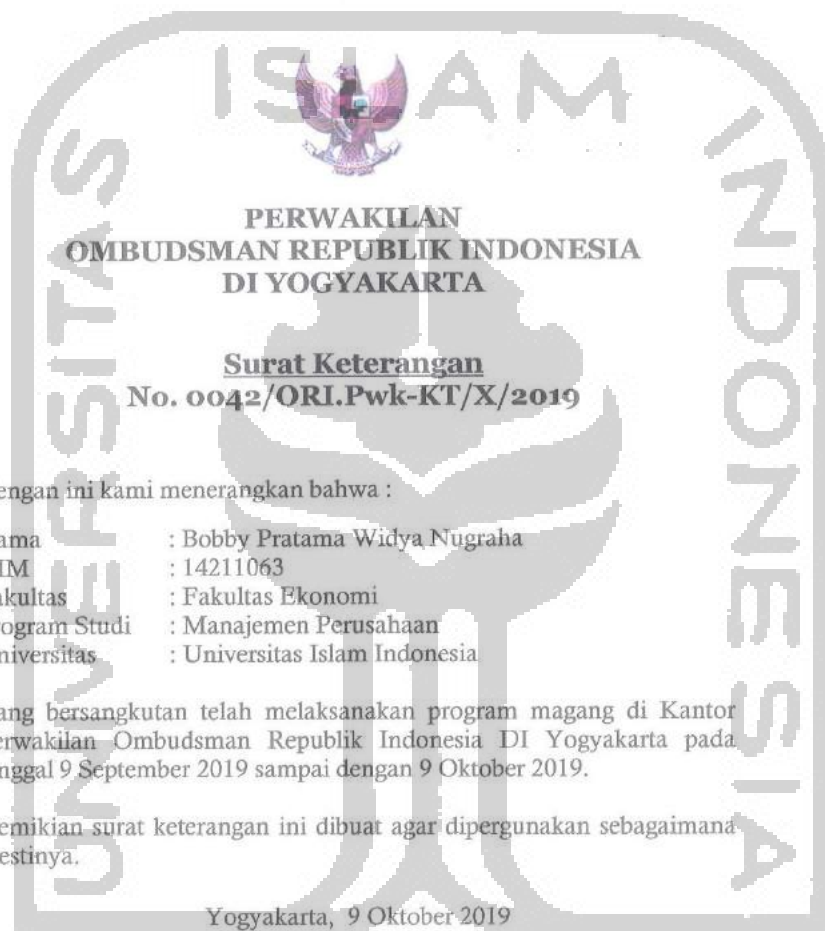 UNIVERSITAS ISLAM INDONESIA
PERWAKILAN
OMBUDSMAN REPUBLIK INDONESIA
DI YOGYAKARTA
Surat Keterangan
No. 0042/ORI.Pwk-KT/X/2019
engan ini kami menerangkan bahwa :
ama : Bobby Pratama Widya Nugraha
IM : 14211063
akultas : Fakultas Ekonomi
rogram Studi : Manajemen Perusahaan
niversitas : Universitas Islam Indonesia
ang bersangkutan telah melaksanakan program magang di Kantor
erwakilan Ombudsman Republik Indonesia DI Yogyakarta pada
nggal 9 September 2019 sampai dengan 9 Oktober 2019.
emikian surat keterangan ini dibuat agar dipergunakan sebagaimana
estinya.
Yogyakarta, 9 Oktober 2019